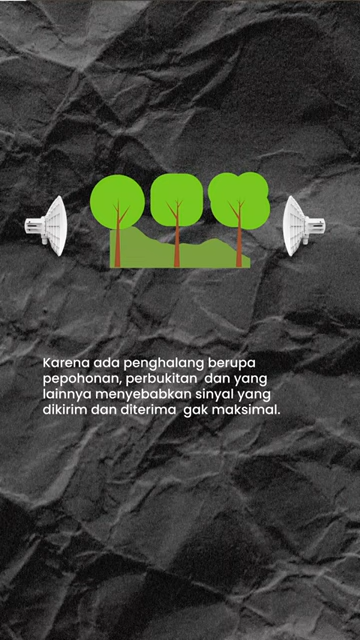 Karena ada penghalang berupa
pepohonan, perbukitan dan yang
lainnya menyebabkan sinyal yang
dikirim dan diterima gak maksimal.